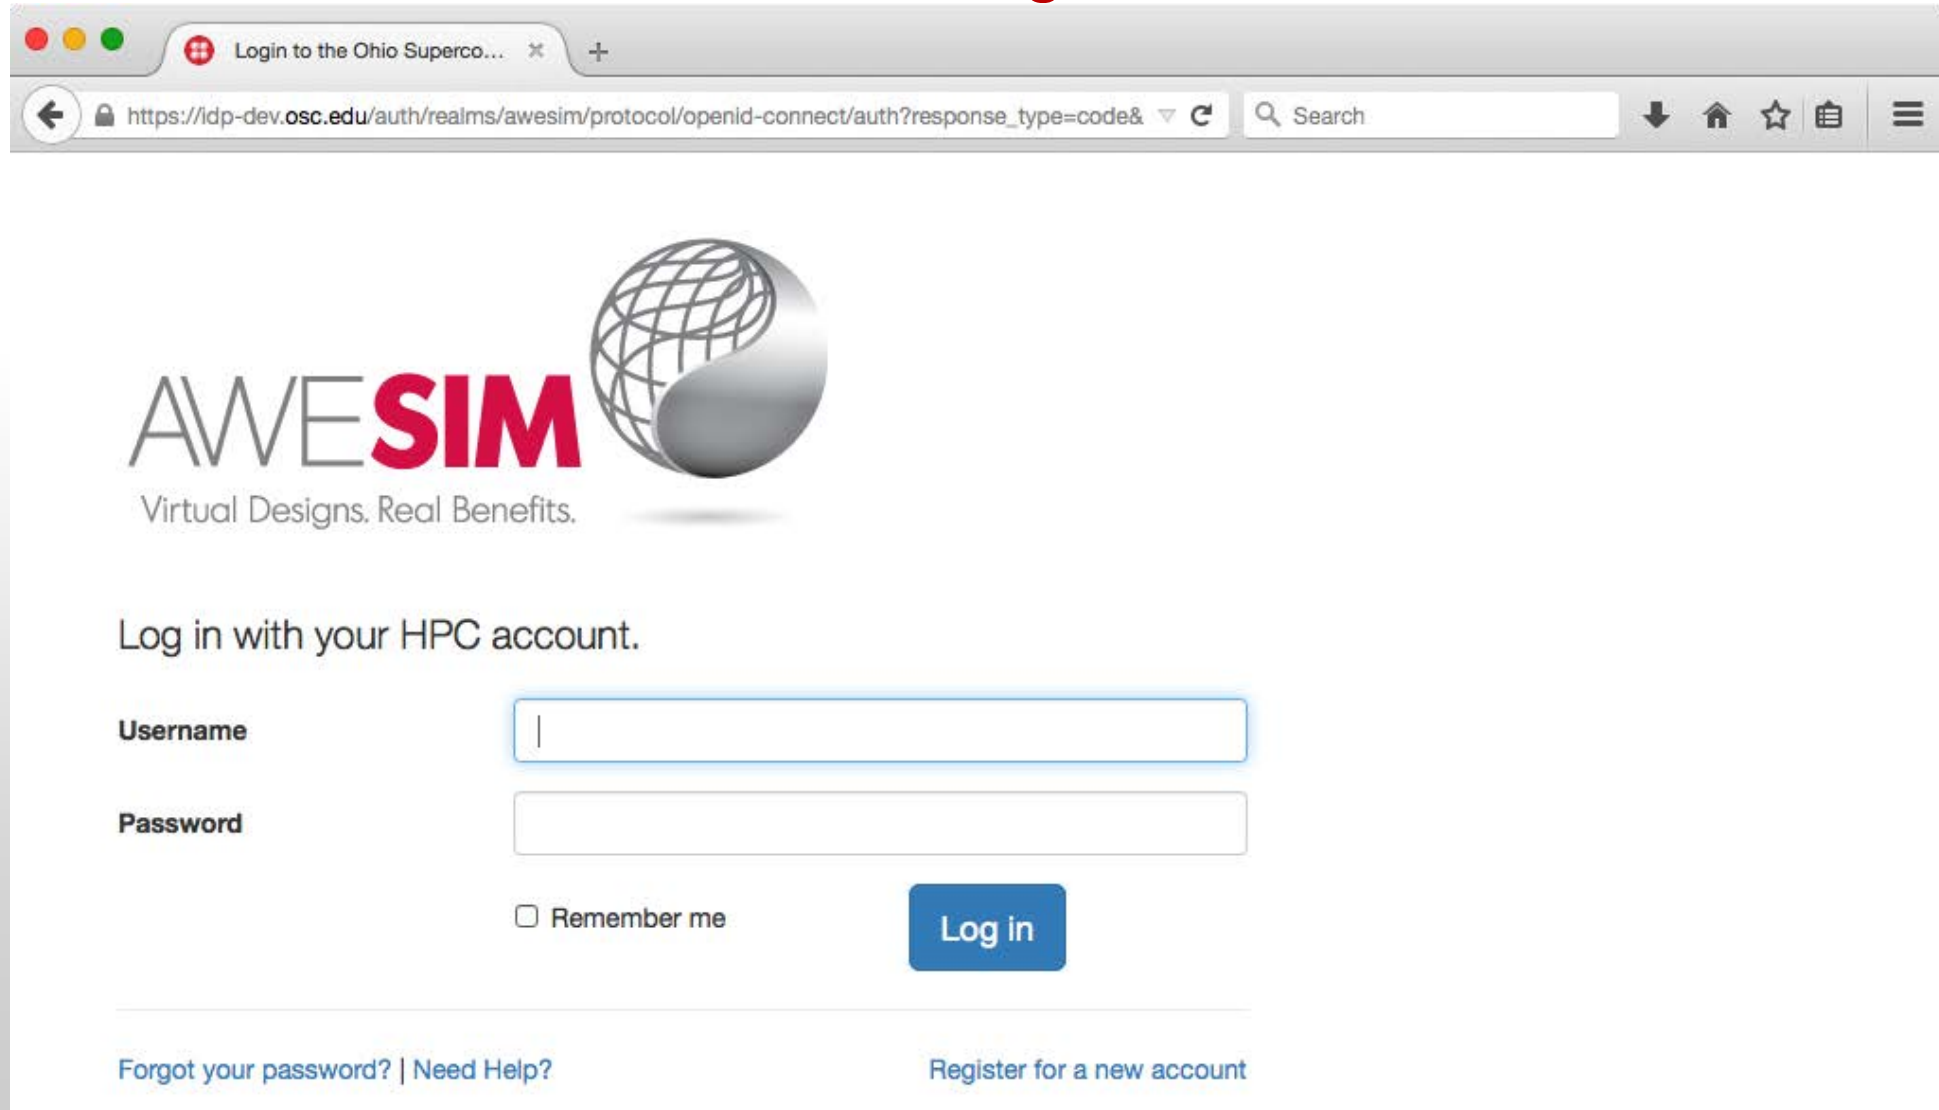 Login to the Ohio Superco...
https://idp-dev.osc.edu/auth/realms/awesim/protocol/openid-connect/auth?response_type=code&
Search
AWESIM
Virtual Designs. Real Benefits.
Log in with your HPC account.
Username
Password
Remember me
Log in
Forgot your password? | Need Help?
Register for a new account